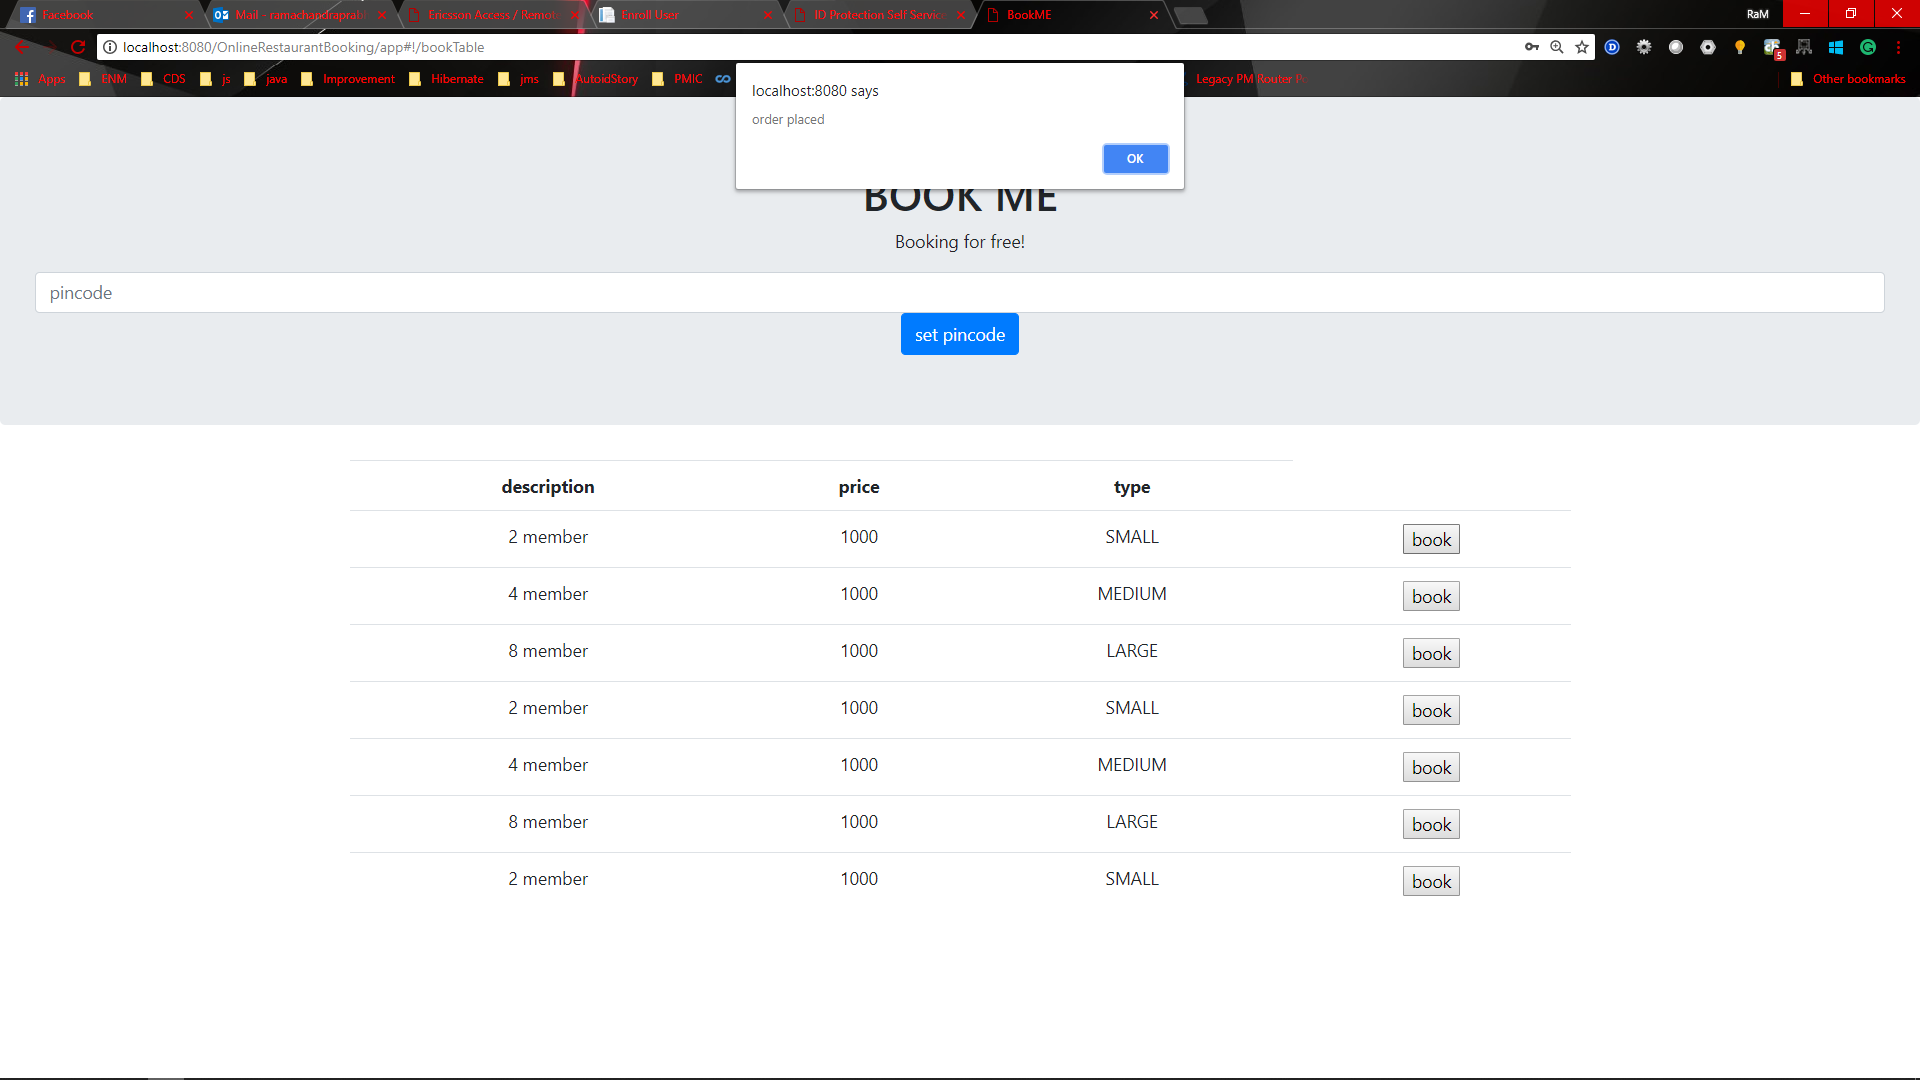 Facebook
Mail - ramachandraprabh
Ericsson Access / Remot
Enroll User
ID Protection Self Service
BookME
RaM
localhost:8080/OnlineRestaurantBooking/app#!/bookTable
5
Apps
ENM
CDS
js
java
Improvement
Hibernate
jms
AutoidStory
PMIC
Legacy PM Router P
Other bookmarks
localhost:8080 says
order placed
OK
BOOK ME
Booking for free!
pincode
set pincode
description price type
2 member 1000 SMALL book
4 member 1000 MEDIUM book
8 member 1000 LARGE book
2 member 1000 SMALL book
4 member 1000 MEDIUM book
8 member 1000 LARGE book
2 member 1000 SMALL book